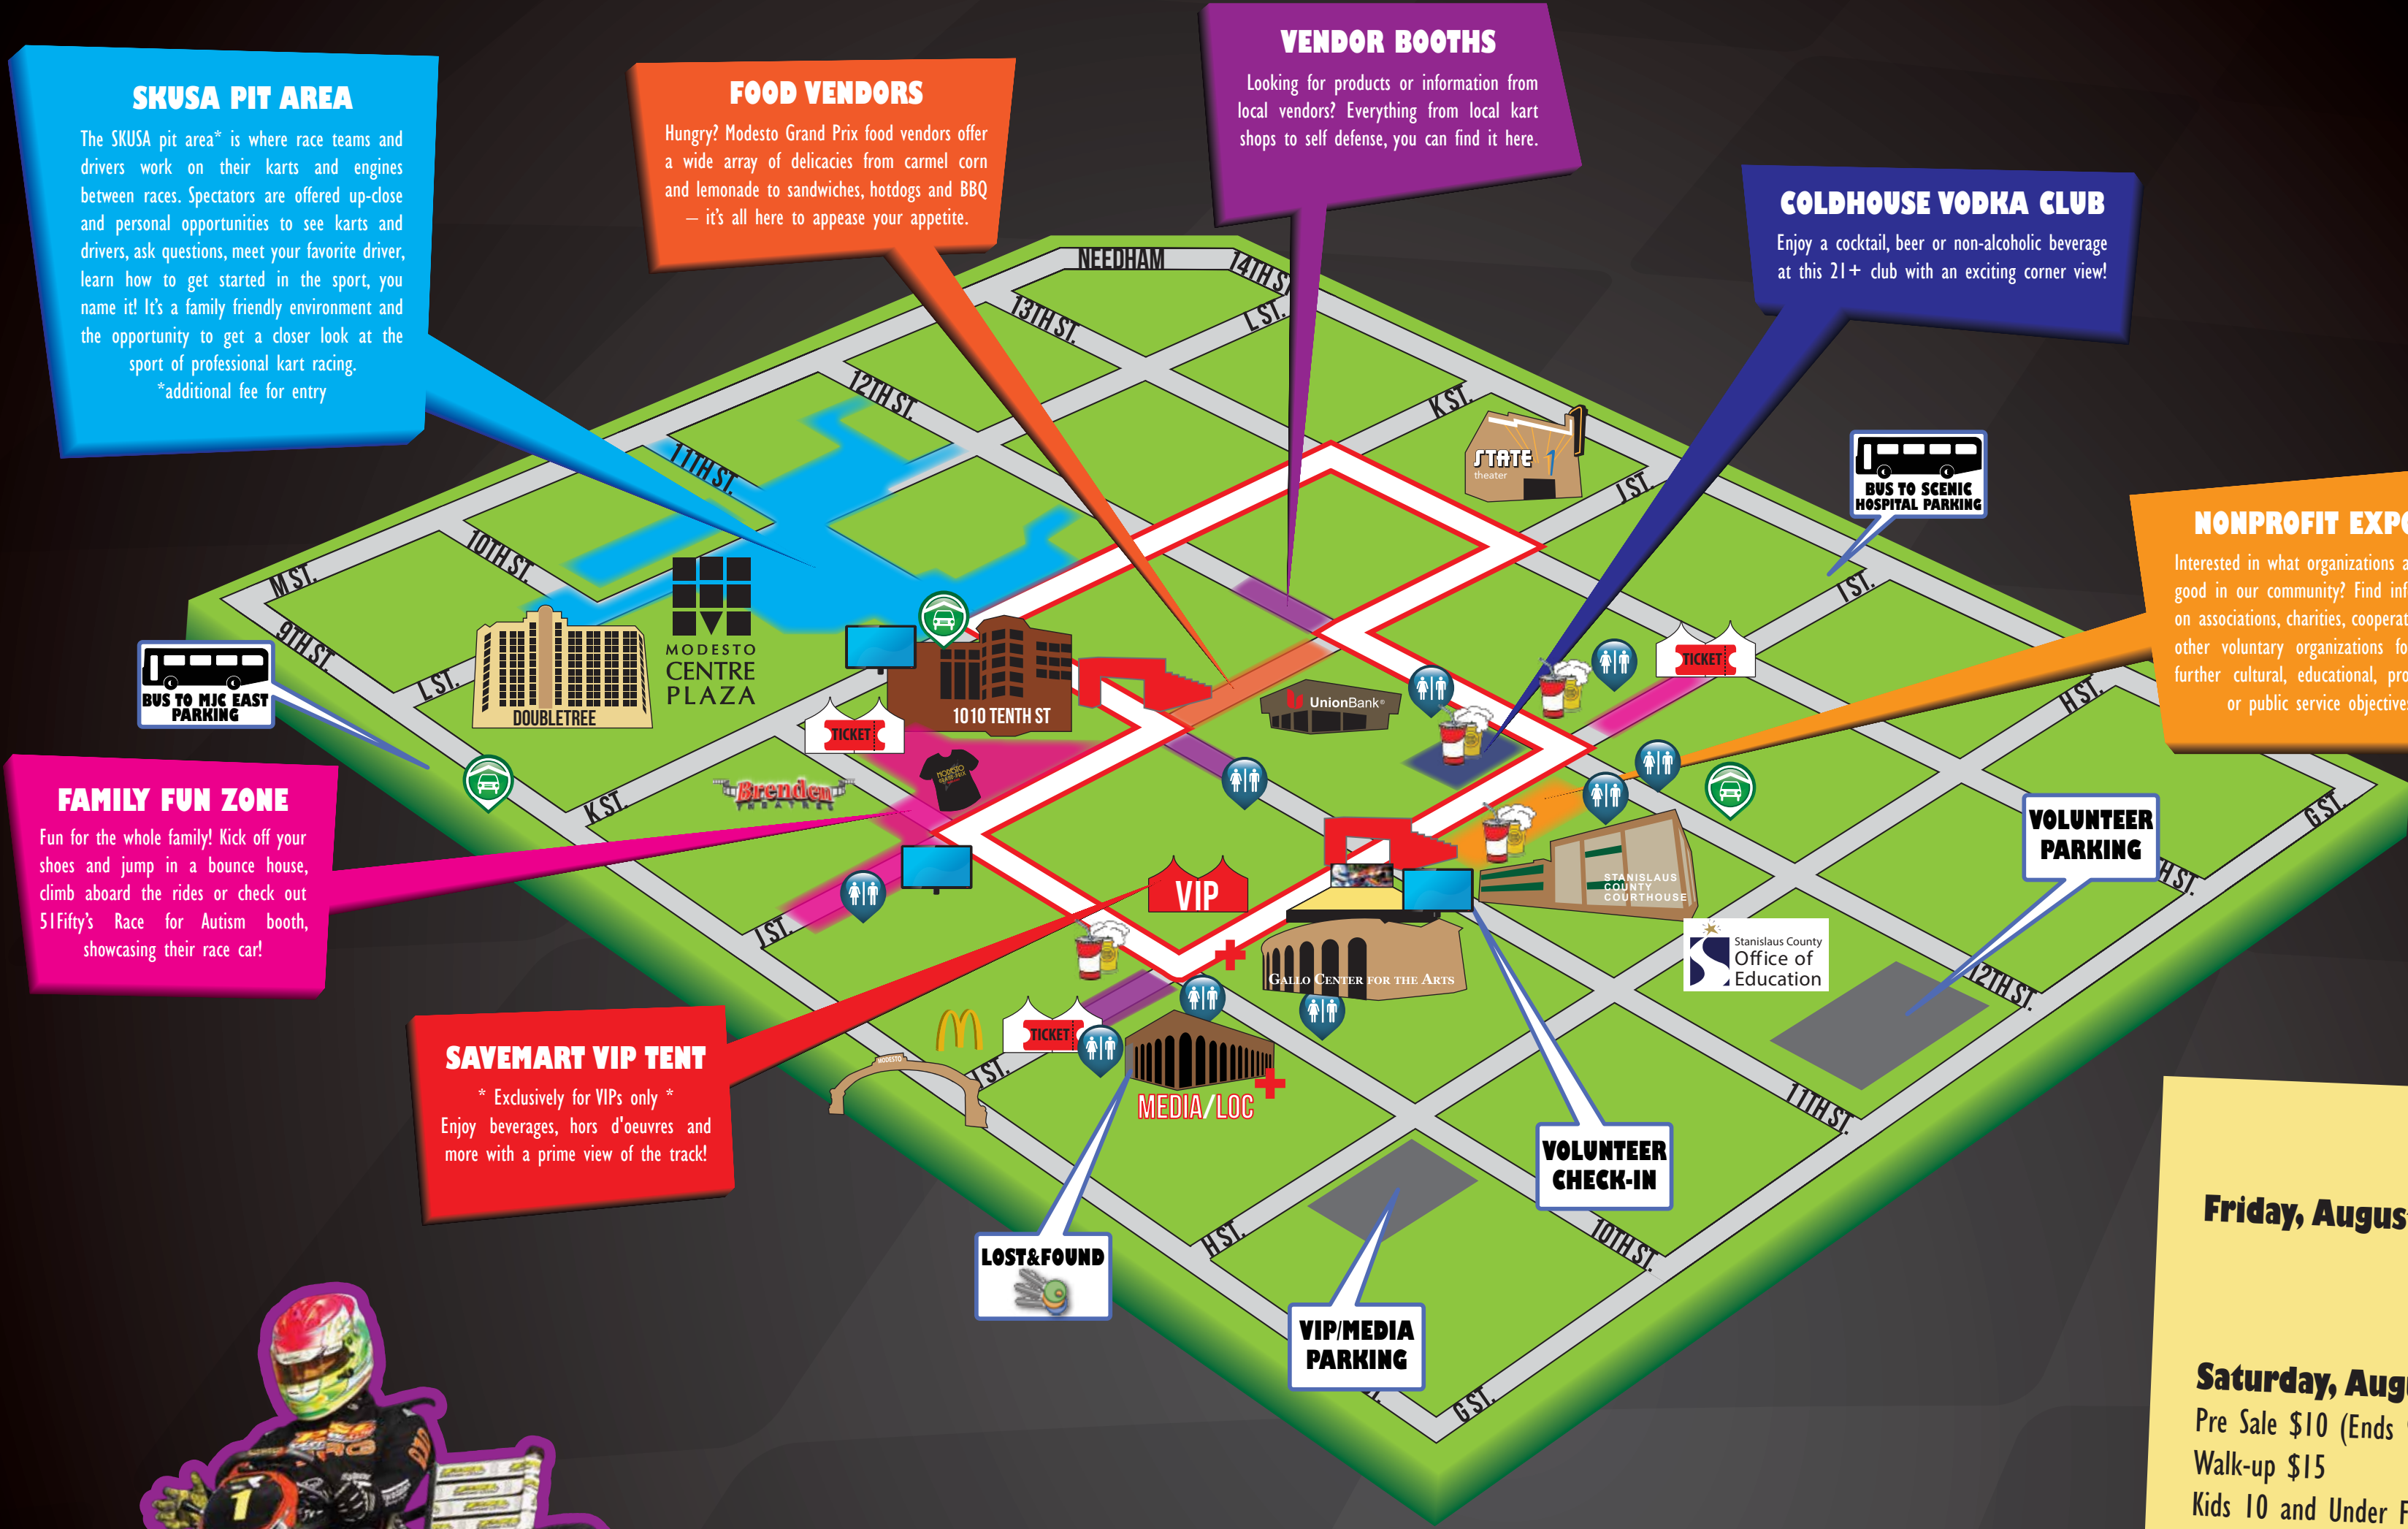 SKUSA PIT AREA
The SKUSA pit area* is where race teams and
drivers work on their karts and engines
between races. Spectators are offered up-close
and personal opportunities to see karts and
drivers, ask questions, meet your favorite driver,
learn how to get started in the sport, you
name it! It's a family friendly environment and
the opportunity to get a closer look at the
sport of professional kart racing.
*additional fee for entry
FOOD VENDORS
Hungry? Modesto Grand Prix food vendors offer
a wide array of delicacies from carmel corn
and lemonade to sandwiches, hotdogs and BBQ
– it's all here to appease your appetite.
VENDOR BOOTHS
Looking for products or information from
local vendors? Everything from local kart
shops to self defense, you can find it here.
COLDHOUSE VODKA CLUB
Enjoy a cocktail, beer or non-alcoholic beverage
at this 21+ club with an exciting corner view!
NEEDHAM
14TH S
13TH ST.
L ST.
12TH ST.
K ST.
STATE
theater
1
11TH ST.
J ST.
BUS TO SCENIC
HOSPITAL PARKING
NONPROFIT EXP
Interested in what organizations a
good in our community? Find inf
on associations, charities, cooperat
other voluntary organizations fo
further cultural, educational, pro
or public service objective
10TH ST.
M ST.
I ST.
9TH ST.
L ST.
H ST.
G ST.
BUS TO MJC EAST
PARKING
DOUBLETREE
MODESTO
CENTRE
PLAZA
1010 TENTH ST
UnionBank®
TICKET
TICKET
Brenden
THEATRES
MODESTO
K ST.
FAMILY FUN ZONE
Fun for the whole family! Kick off your
shoes and jump in a bounce house,
climb aboard the rides or check out
51Fifty's Race for Autism booth,
showcasing their race car!
VOLUNTEER
PARKING
H ST.
VIP
STANISLAUS
COUNTY
COURTHOUSE
J ST.
Gallo Center for the Arts
Stanislaus County
Office of
Education
12TH ST.
SAVEMART VIP TENT
* Exclusively for VIPs only *
Enjoy beverages, hors d'oeuvres and
more with a prime view of the track!
TICKET
MODESTO
I ST.
MEDIA/LOC
11TH ST.
VOLUNTEER
CHECK-IN
LOST&FOUND
H ST.
10TH ST.
VIP/MEDIA
PARKING
G ST.
Friday, Augus
Saturday, Aug
Pre Sale $10 (Ends
Walk-up $15
Kids 10 and Under F
1